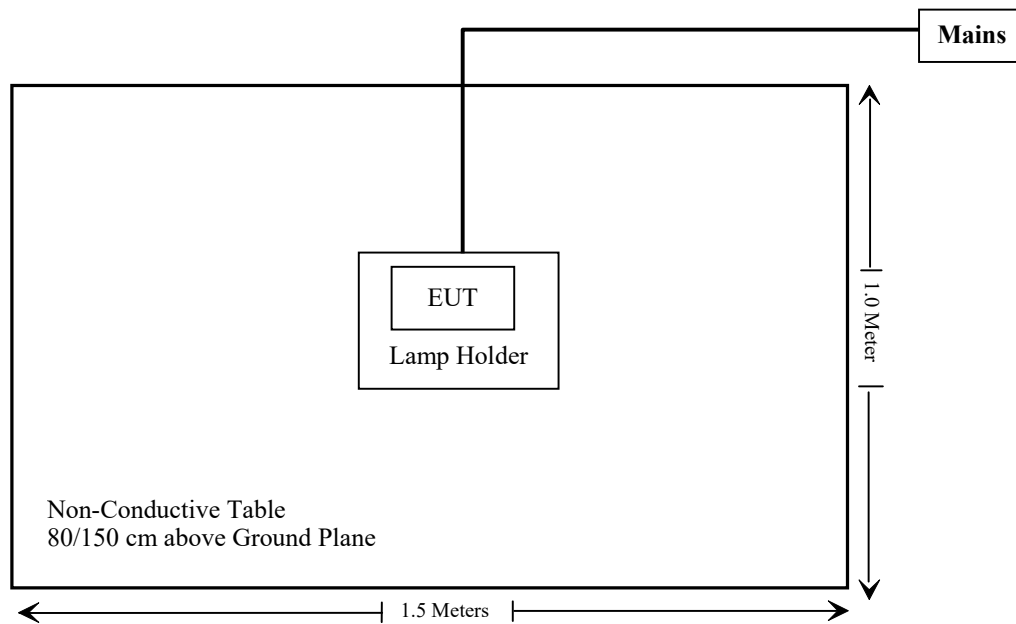 Mains
EUT
Lamp Holder
1.0 Meter
Non-Conductive Table
80/150 cm above Ground Plane
1.5 Meters